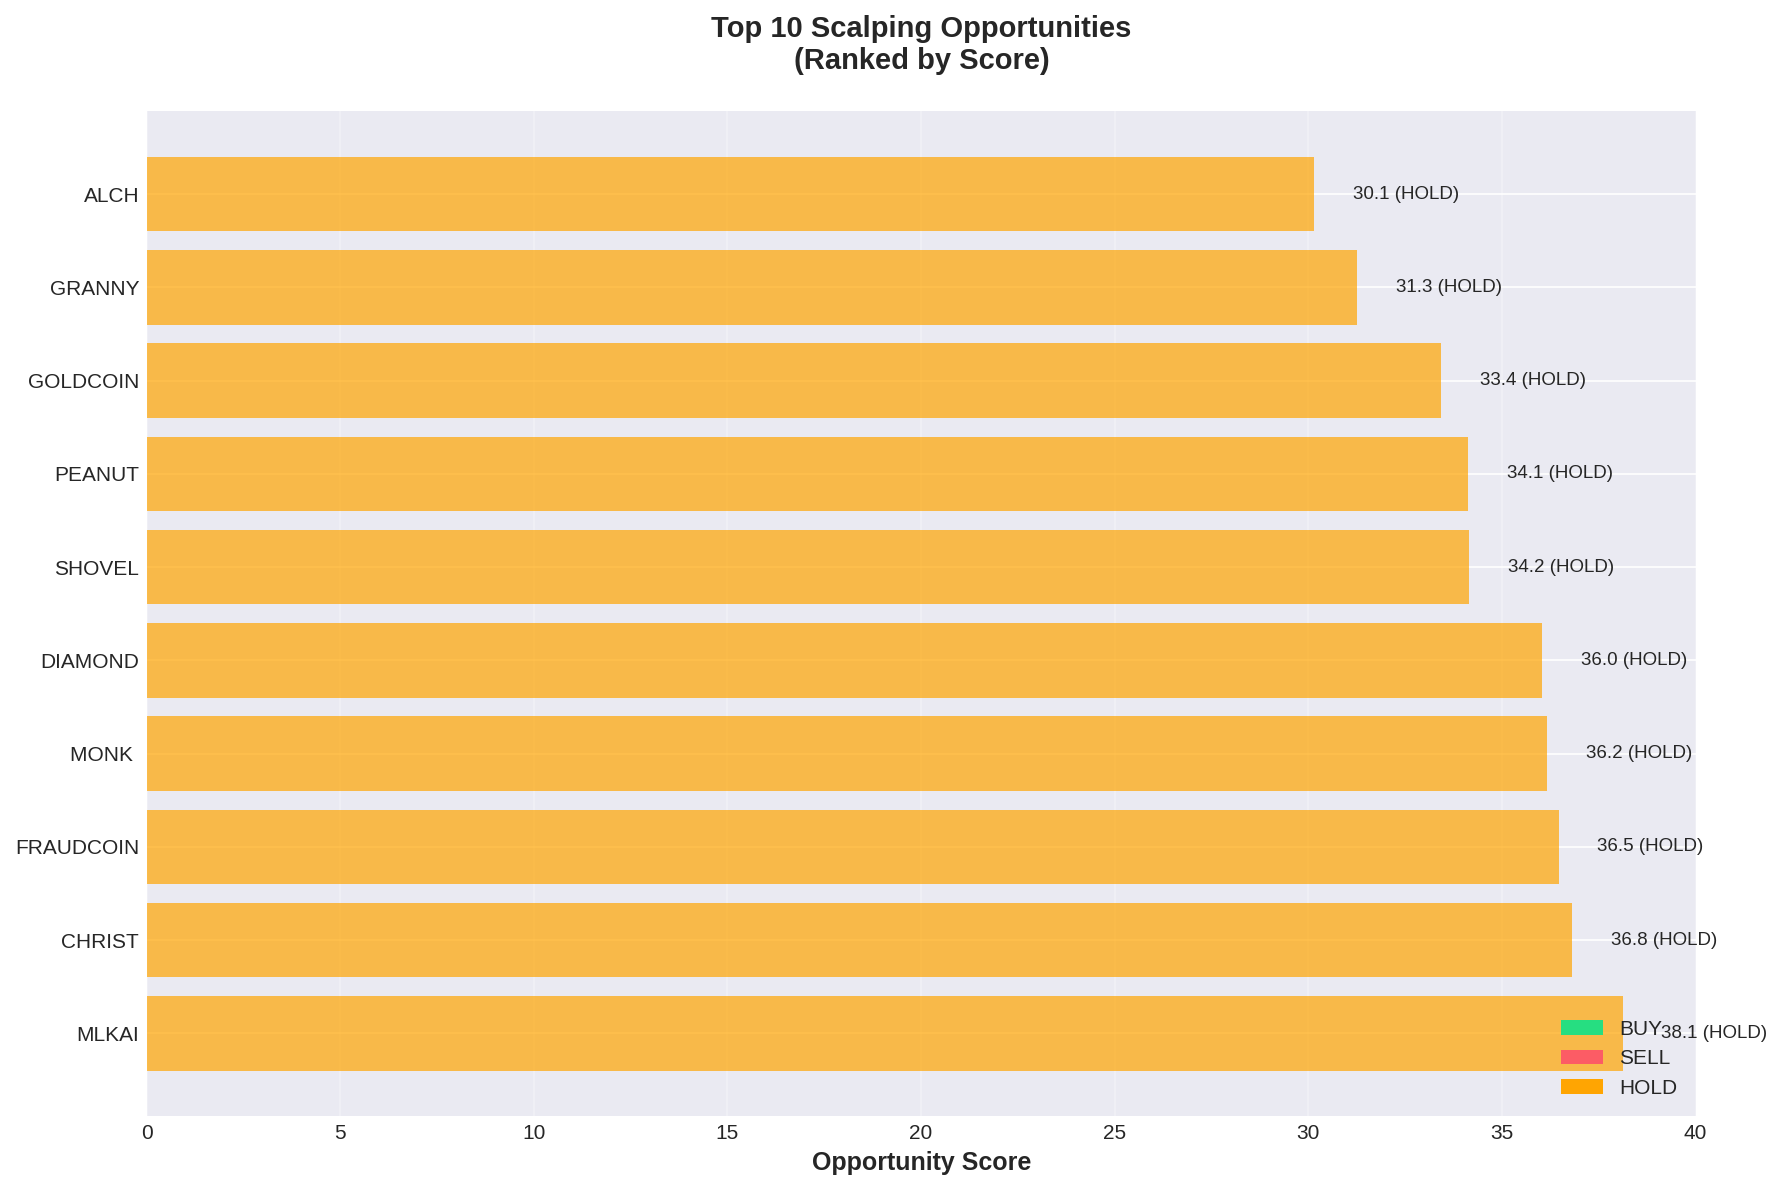 Top 10 Scalping Opportunities
(Ranked by Score)
ALCH 30.1 (HOLD)
GRANNY 31.3 (HOLD)
GOLDCOIN 33.4 (HOLD)
PEANUT 34.1 (HOLD)
SHOVEL 34.2 (HOLD)
DIAMOND 36.0 (HOLD)
MONK 36.2 (HOLD)
FRAUDCOIN 36.5 (HOLD)
CHRIST 36.8 (HOLD)
MLKAI 38.1 (HOLD)
BUY
SELL
HOLD
0 5 10 15 20 25 30 35 40
Opportunity Score